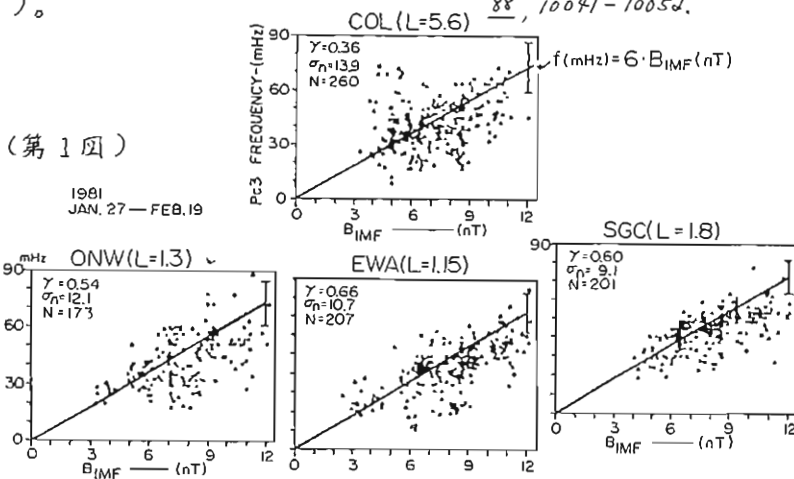 )。
88, 10041-10052.
COL(L=5.6)
γ=0.36
σn=13.9
N=260
f(mHz)=6·BIMF(nT)
Pc3 FREQUENCY-(mHz)
90
60
30
0
0 3 6 9 12
BIMF — (nT)
(第1図)
1981
JAN. 27 — FEB. 19
ONW(L=1.3)
mHz
90
60
30
0
γ=0.54
σn=12.1
N=173
0 3 6 9 12
BIMF — (nT)
EWA(L=1.15)
γ=0.66
σn=10.7
N=207
0 3 6 9 12
BIMF — (nT)
SGC(L=1.8)
90
0
γ=0.60
σn=9.1
N=201
0 3 6 9 12
BIMF — (nT)